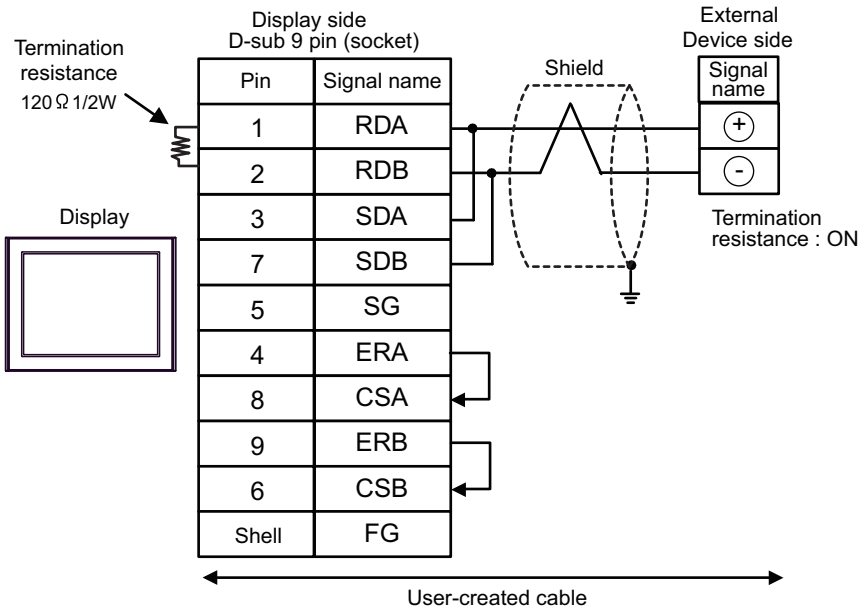 Display side
D-sub 9 pin (socket)
External
Device side
Termination
resistance
120Ω 1/2W
Shield
Pin
Signal name
Signal
name
1
RDA
+
2
RDB
-
3
SDA
Termination
resistance : ON
Display
7
SDB
5
SG
4
ERA
8
CSA
9
ERB
6
CSB
Shell
FG
User-created cable